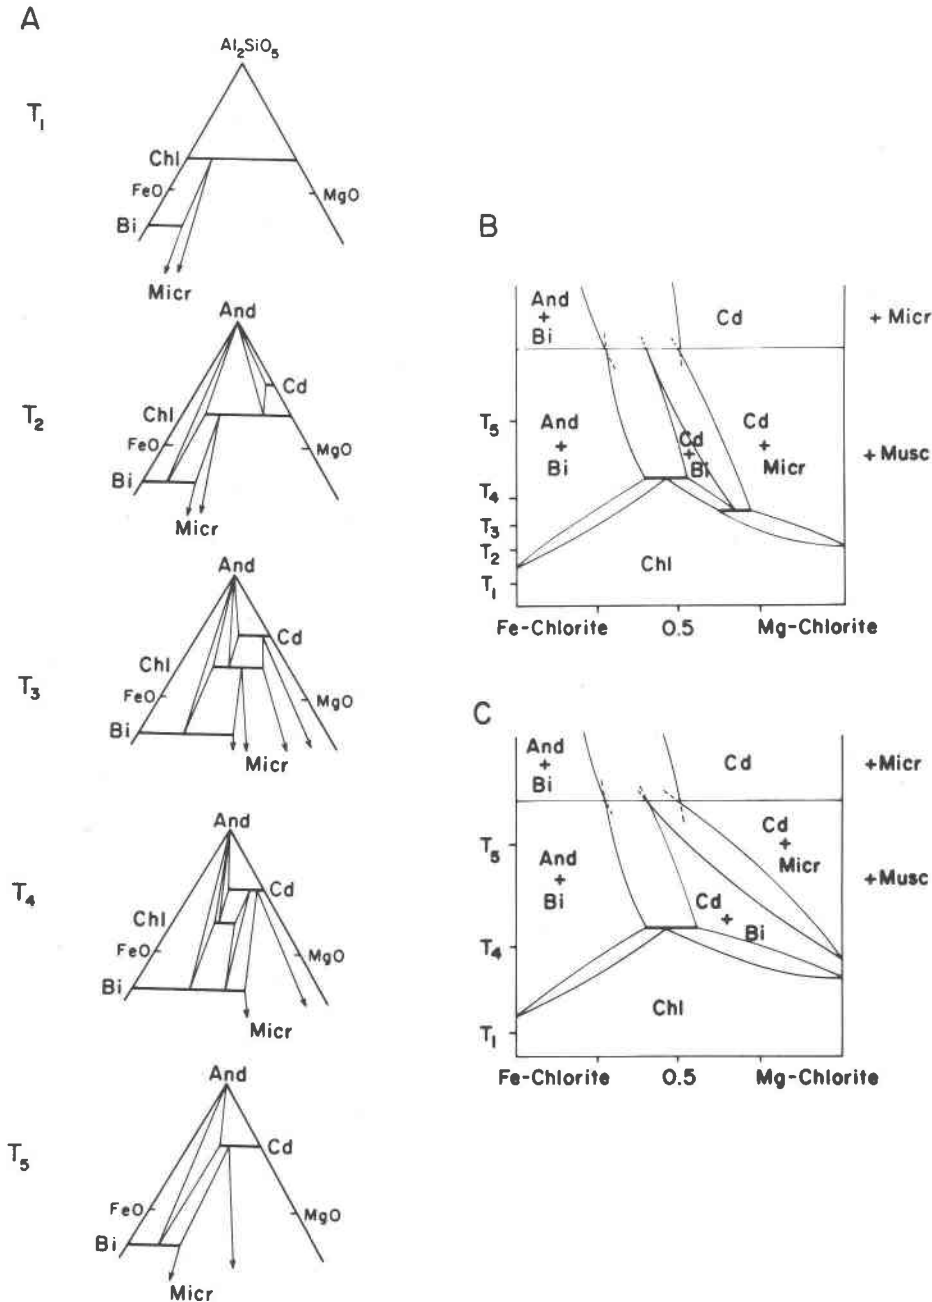 A
T₁
Al₂SiO₅
Chl
FeO
MgO
Bi
Micr
T₂
And
Cd
Chl
FeO
MgO
Bi
Micr
T₃
And
Cd
Chl
FeO
MgO
Bi
Micr
T₄
And
Cd
Chl
FeO
MgO
Bi
Micr
T₅
And
Cd
FeO
MgO
Bi
Micr
B
And
+
Bi
Cd
+ Micr
T₅
And
+
Bi
Cd
+
Bi
Cd
+
Micr
+ Musc
T₄
T₃
T₂
T₁
Chl
Fe-Chlorite 0.5 Mg-Chlorite
C
And
+
Bi
Cd
+Micr
T₅
And
+
Bi
Cd
+
Bi
Cd
+
Micr
+Musc
T₄
T₁
Chl
Fe-Chlorite 0.5 Mg-Chlorite